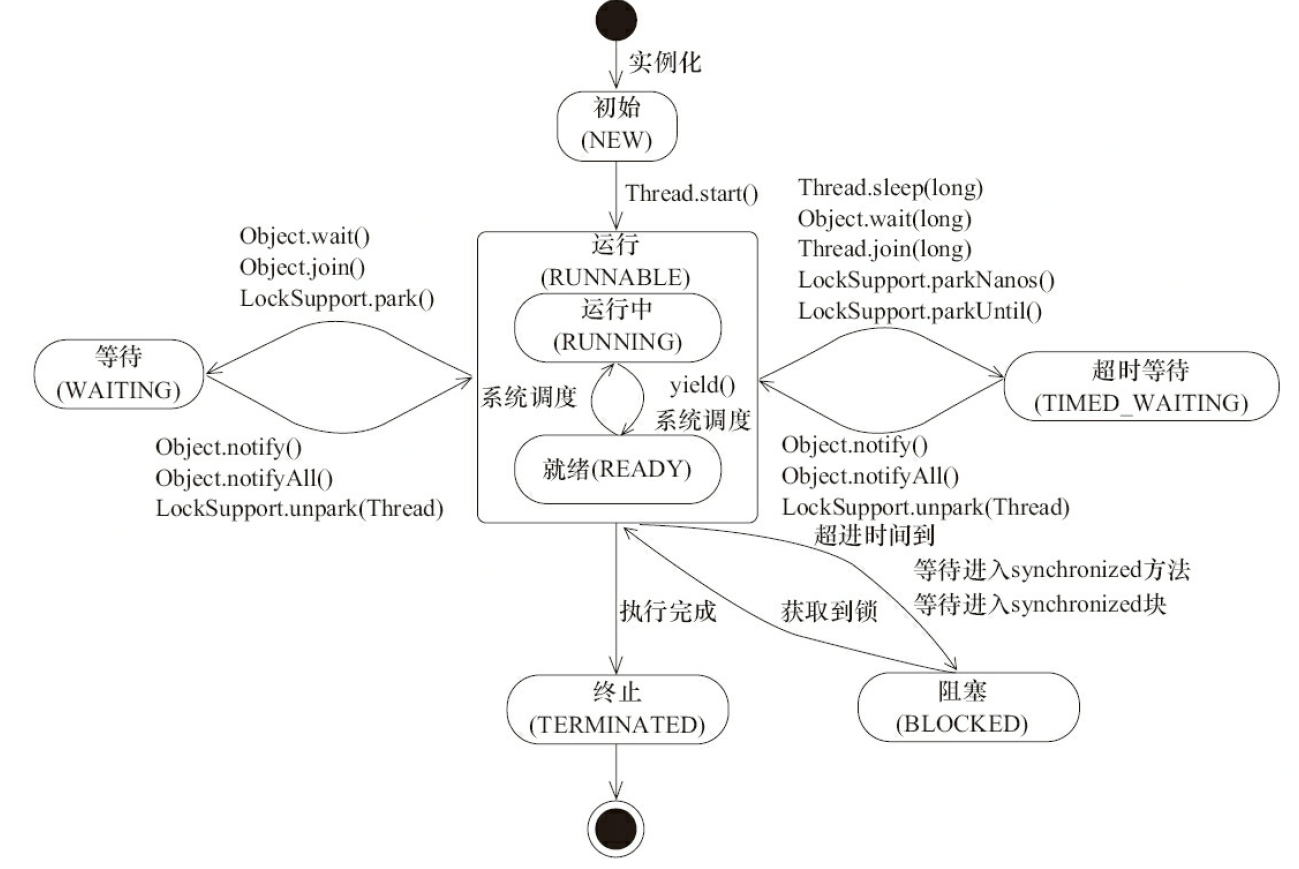 实例化
初始
(NEW)
Thread.start()
Thread.sleep(long)
Object.wait(long)
Thread.join(long)
LockSupport.parkNanos()
LockSupport.parkUntil()
Object.wait()
Object.join()
LockSupport.park()
运行
(RUNNABLE)
运行中
(RUNNING)
等待
(WAITING)
超时等待
(TIMED_WAITING)
系统调度
yield()
系统调度
就绪(READY)
Object.notify()
Object.notifyAll()
LockSupport.unpark(Thread)
Object.notify()
Object.notifyAll()
LockSupport.unpark(Thread)
超进时间到
等待进入synchronized方法
等待进入synchronized块
执行完成
获取到锁
终止
(TERMINATED)
阻塞
(BLOCKED)